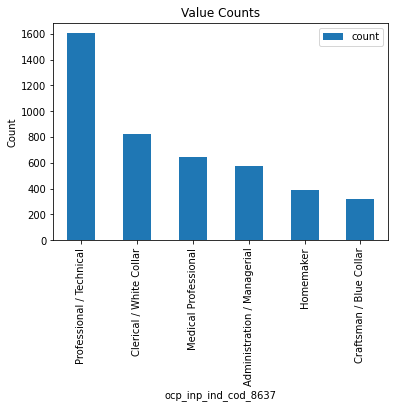 Value Counts
count
Count
1600
1400
1200
1000
800
600
400
200
0
Professional / Technical
Clerical / White Collar
Medical Professional
Administration / Managerial
Homemaker
Craftsman / Blue Collar
ocp_inp_ind_cod_8637